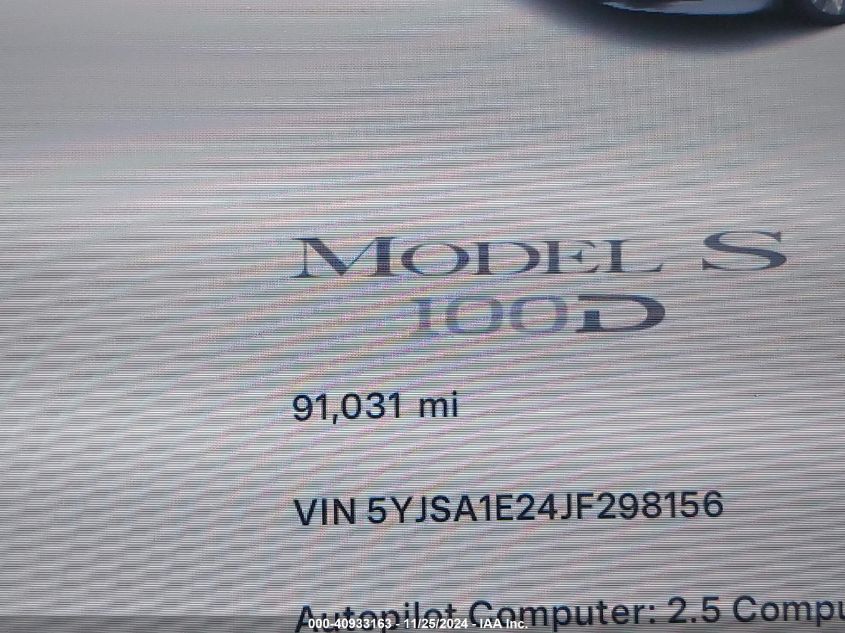 MODEL S
100D
91,031 mi
VIN 5YJSA1E24JF298156
Autopilot Computer: 2.5 Compu
000-40933163 - 11/25/2024 - IAA Inc.